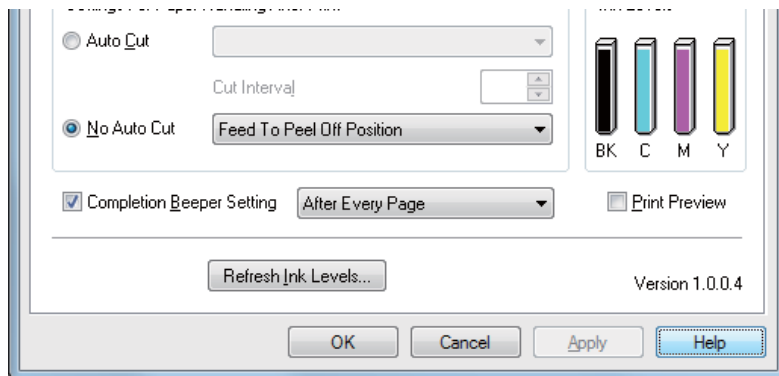 Auto Cut
Cut Interval
No Auto Cut Feed To Peel Off Position
BK C M Y
Completion Beeper Setting After Every Page Print Preview
Refresh Ink Levels... Version 1.0.0.4
OK Cancel Apply Help